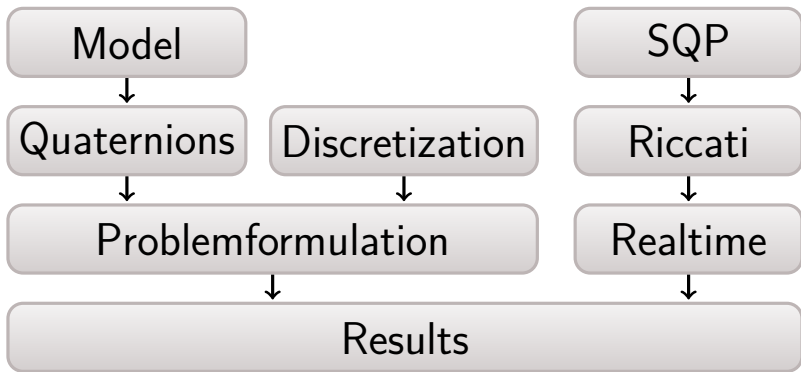 Model
SQP
Quaternions
Discretization
Riccati
Problemformulation
Realtime
Results